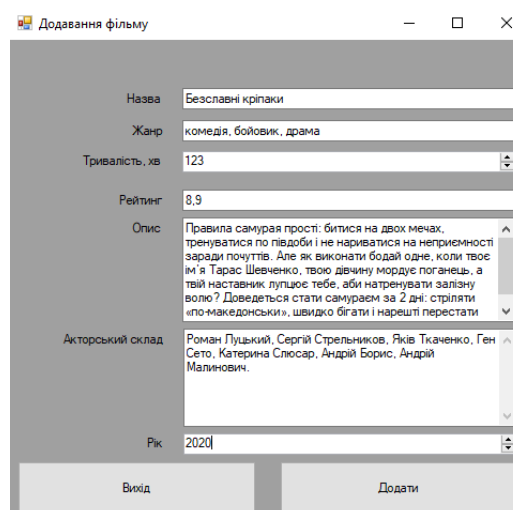 Додавання фільму
Назва Безславні кріпаки
Жанр комедія, бойовик, драма
Тривалість, хв 123
Рейтинг 8,9
Опис Правила самурая прості: битися на двох мечах,
тренуватися по півдоби і не нариватися на неприємності
заради почуттів. Але як виконати бодай одне, коли твоє
ім'я Тарас Шевченко, твою дівчину мордує поганець, а
твій наставник лупцює тебе, аби натренувати залізну
волю? Доведеться стати самураєм за 2 дні: стріляти
«по-македонськи», швидко бігати і нарешті перестати
Акторський склад Роман Луцький, Сергій Стрельников, Яків Ткаченко, Ген
Сето, Катерина Слюсар, Андрій Борис, Андрій
Малинович.
Рік 2020
Вихід Додати